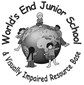 World's End Junior School
& Visually Impaired Resource Base